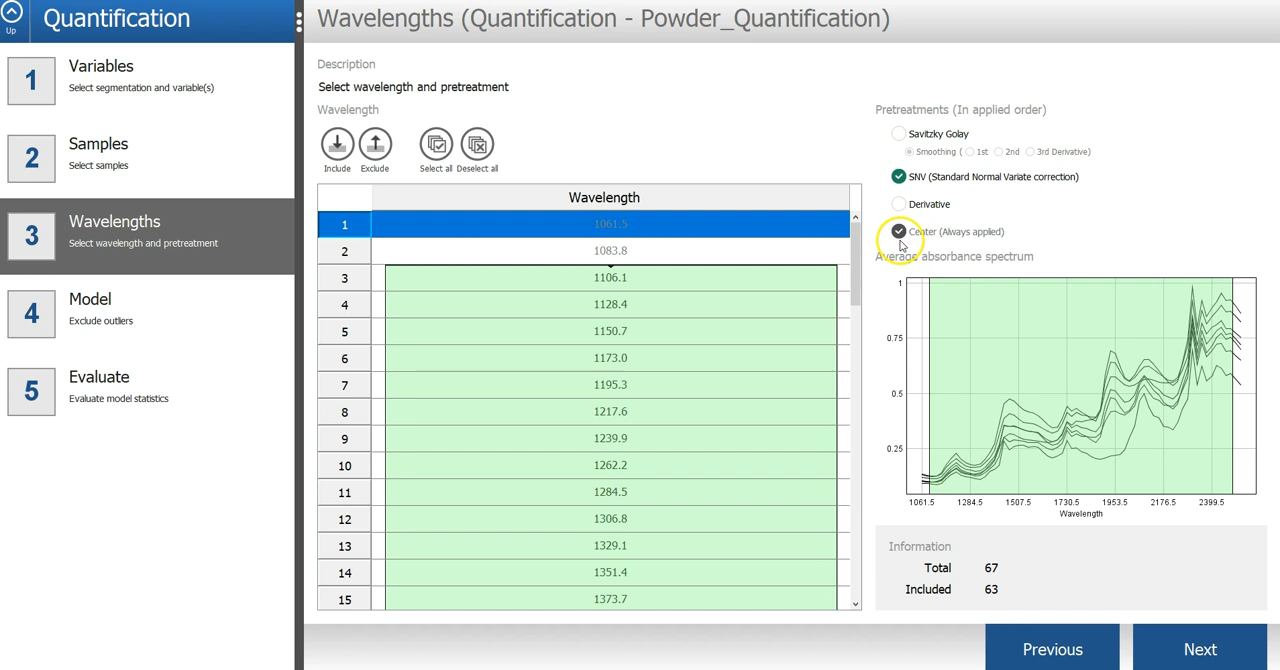 Up
Quantification
1
Variables
Select segmentation and variable(s)
2
Samples
Select samples
3
Wavelengths
Select wavelength and pretreatment
4
Model
Exclude outliers
5
Evaluate
Evaluate model statistics
Wavelengths (Quantification - Powder_Quantification)
Description
Select wavelength and pretreatment
Wavelength
Include Exclude Select all Deselect all
Wavelength
1 1061.5
2 1083.8
3 1106.1
4 1128.4
5 1150.7
6 1173.0
7 1195.3
8 1217.6
9 1239.9
10 1262.2
11 1284.5
12 1306.8
13 1329.1
14 1351.4
15 1373.7
Pretreatments (In applied order)
Savitzky Golay
Smoothing ( 1st 2nd 3rd Derivative)
SNV (Standard Normal Variate correction)
Derivative
Center (Always applied)
Average absorbance spectrum
1
0.75
0.5
0.25
1061.5 1284.5 1507.5 1730.5 1953.5 2176.5 2399.5
Wavelength
Information
Total 67
Included 63
Previous Next